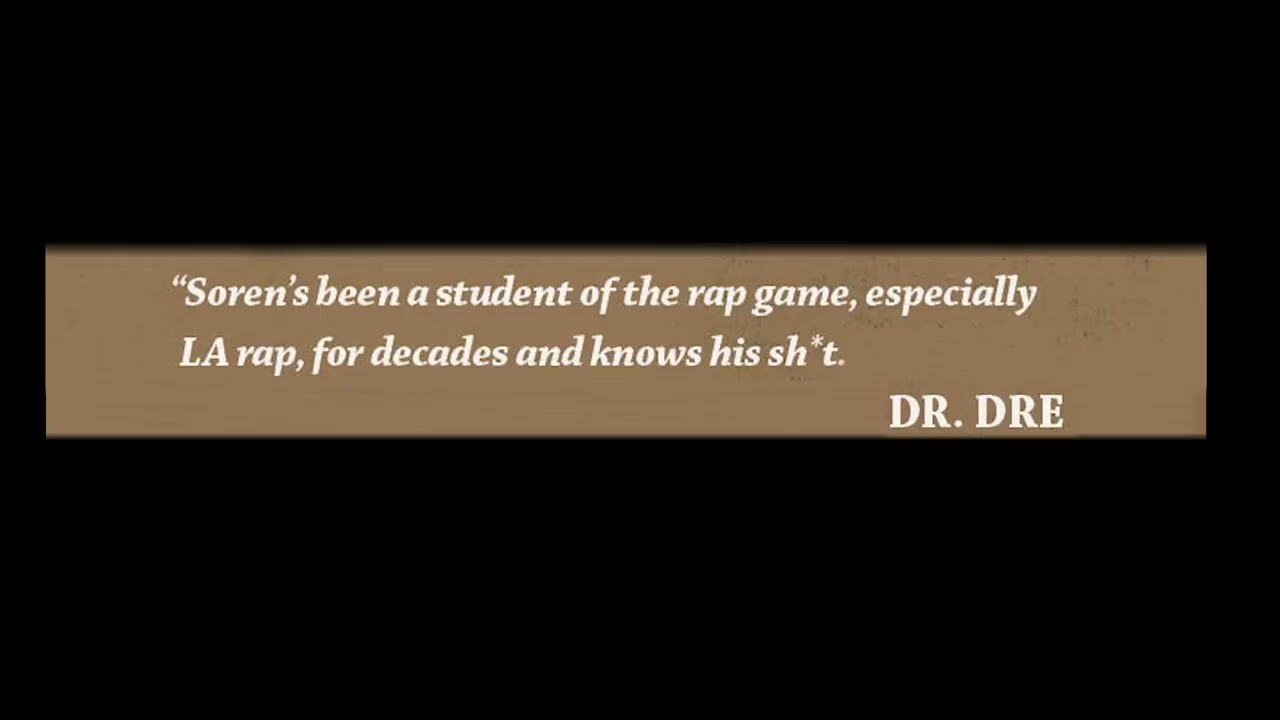 “Soren’s been a student of the rap game, especially
LA rap, for decades and knows his sh*t.
DR. DRE